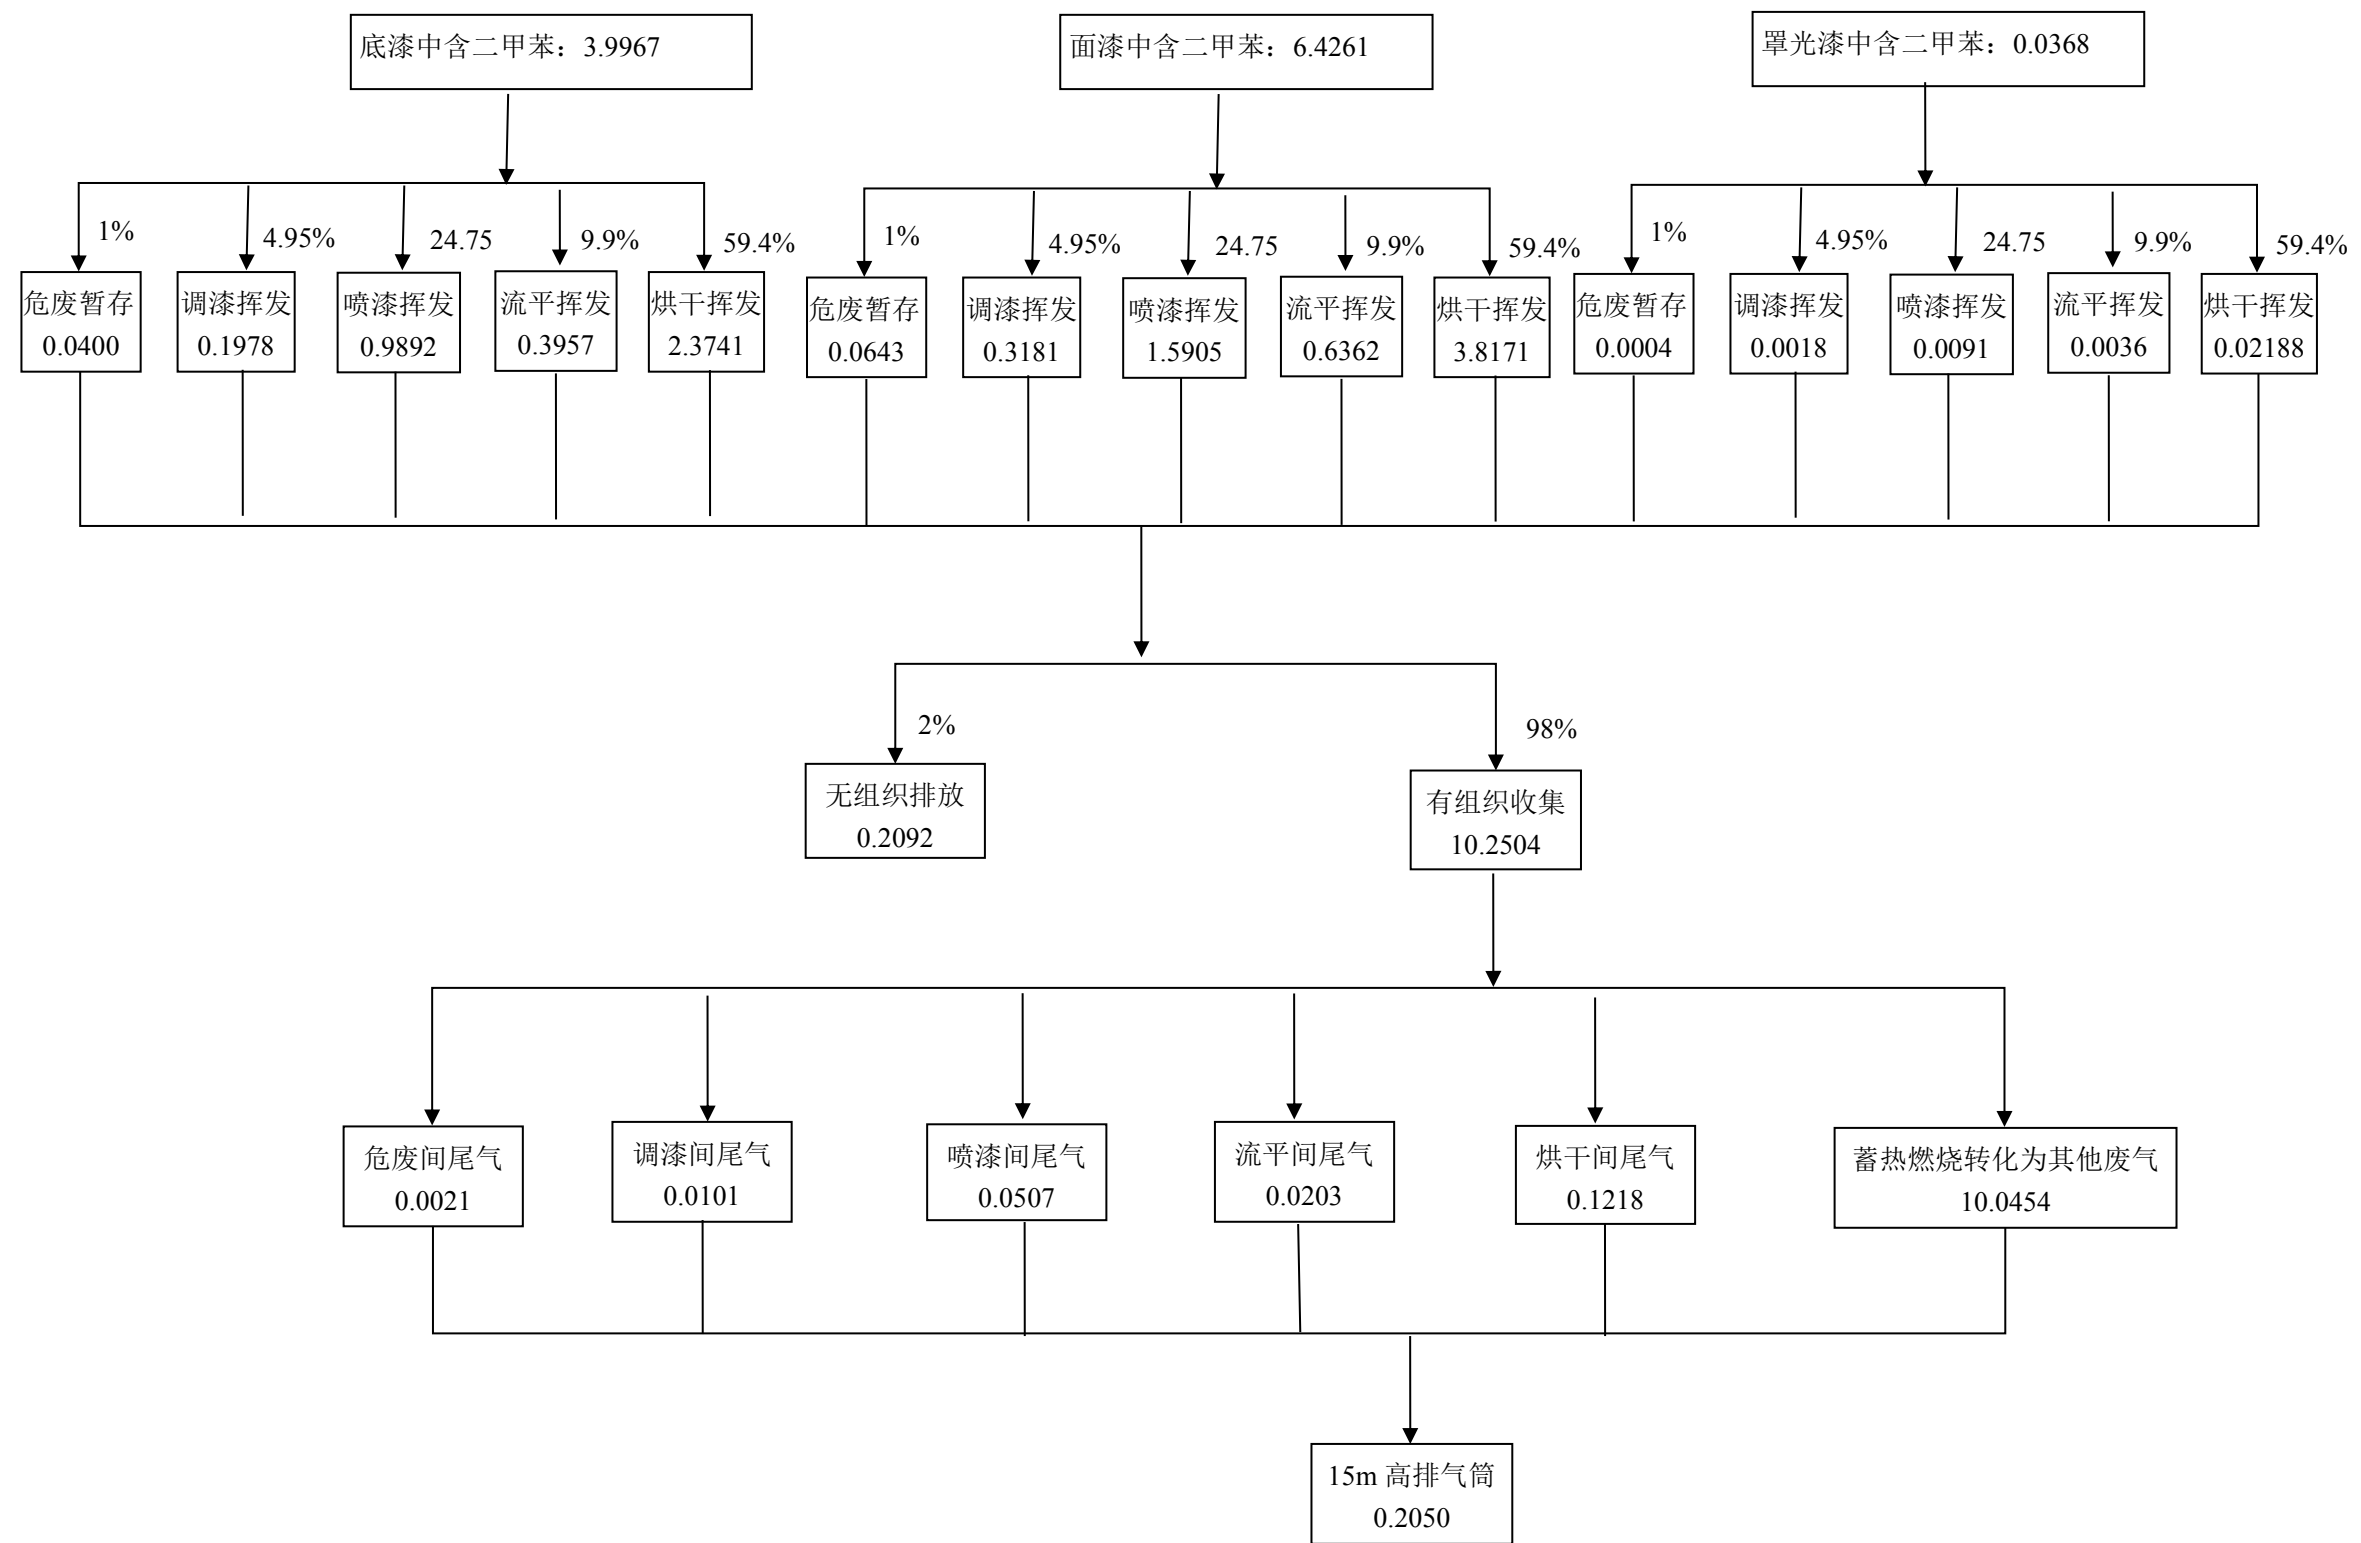 底漆中含二甲苯：3.9967
面漆中含二甲苯：6.4261
罩光漆中含二甲苯：0.0368
1%
4.95%
24.75
9.9%
59.4%
1%
4.95%
24.75
9.9%
59.4%
1%
4.95%
24.75
9.9%
59.4%
危废暂存
0.0400
调漆挥发
0.1978
喷漆挥发
0.9892
流平挥发
0.3957
烘干挥发
2.3741
危废暂存
0.0643
调漆挥发
0.3181
喷漆挥发
1.5905
流平挥发
0.6362
烘干挥发
3.8171
危废暂存
0.0004
调漆挥发
0.0018
喷漆挥发
0.0091
流平挥发
0.0036
烘干挥发
0.02188
2%
98%
无组织排放
0.2092
有组织收集
10.2504
危废间尾气
0.0021
调漆间尾气
0.0101
喷漆间尾气
0.0507
流平间尾气
0.0203
烘干间尾气
0.1218
蓄热燃烧转化为其他废气
10.0454
15m 高排气筒
0.2050